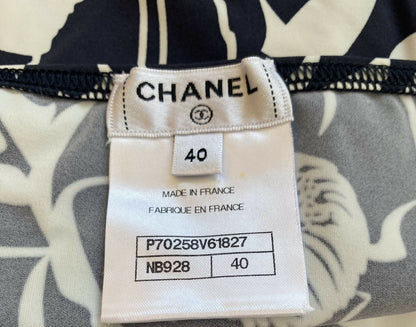 CHANEL
40
MADE IN FRANCE
FABRIQUE EN FRANCE
P70258V61827
NB928 40